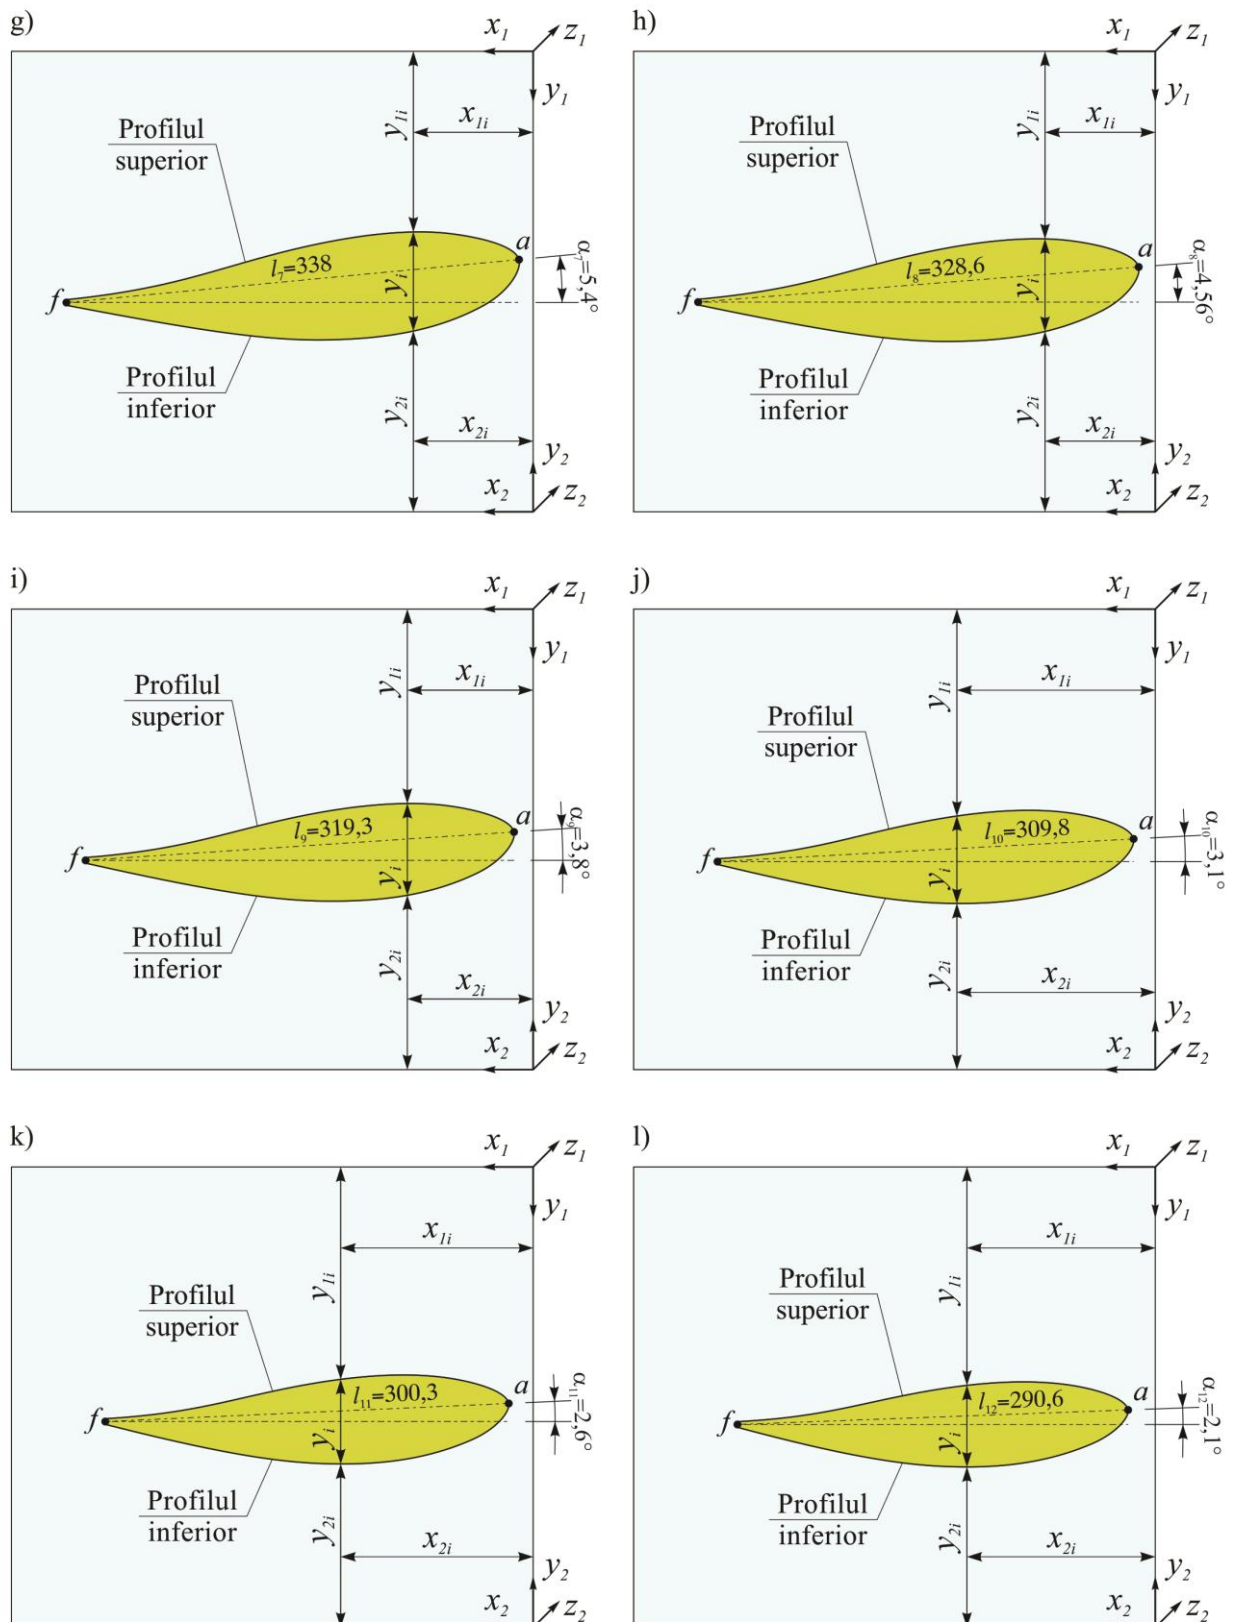 g)
x₁
z₁
y₁
y₁ᵢ
x₁ᵢ
Profilul
superior
a
l₇=338
α₇=5,4°
yᵢ
f
Profilul
inferior
y₂ᵢ
x₂ᵢ
y₂
x₂
z₂
h)
x₁
z₁
y₁
y₁ᵢ
x₁ᵢ
Profilul
superior
a
l₈=328,6
α₈=4,56°
yᵢ
f
Profilul
inferior
y₂ᵢ
x₂ᵢ
y₂
x₂
z₂
i)
x₁
z₁
y₁
y₁ᵢ
x₁ᵢ
Profilul
superior
a
l₉=319,3
α₉=3,8°
yᵢ
f
Profilul
inferior
y₂ᵢ
x₂ᵢ
y₂
x₂
z₂
j)
x₁
z₁
y₁
x₁ᵢ
y₁ᵢ
Profilul
superior
a
l₁₀=309,8
α₁₀=3,1°
yᵢ
f
Profilul
inferior
y₂ᵢ
x₂ᵢ
y₂
x₂
z₂
k)
x₁
z₁
y₁
x₁ᵢ
y₁ᵢ
Profilul
superior
a
l₁₁=300,3
α₁₁=2,6°
yᵢ
f
Profilul
inferior
y₂ᵢ
x₂ᵢ
y₂
x₂
z₂
l)
x₁
z₁
y₁
x₁ᵢ
y₁ᵢ
Profilul
superior
a
l₁₂=290,6
α₁₂=2,1°
yᵢ
f
Profilul
inferior
y₂ᵢ
x₂ᵢ
y₂
x₂
z₂